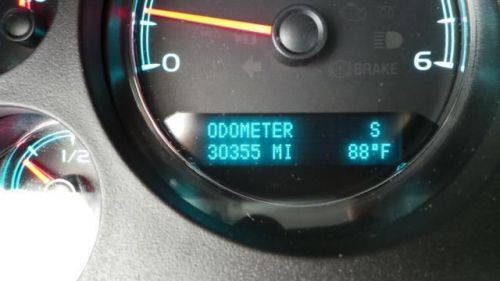 0
6
BRAKE
ODOMETER S
30355 MI 88°F
1/2